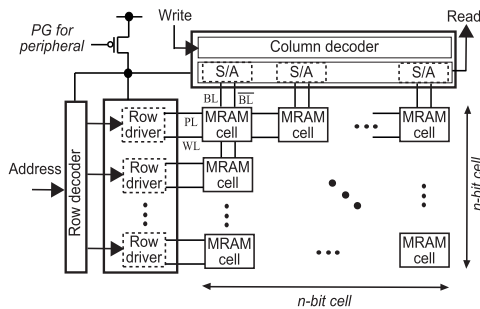 PG for
peripheral
Write
Read
Column decoder
S/A
S/A
S/A
BL
BL
PL
WL
Address
Row decoder
Row
driver
Row
driver
Row
driver
MRAM
cell
MRAM
cell
MRAM
cell
MRAM
cell
MRAM
cell
MRAM
cell
n-bit cell
n-bit cell